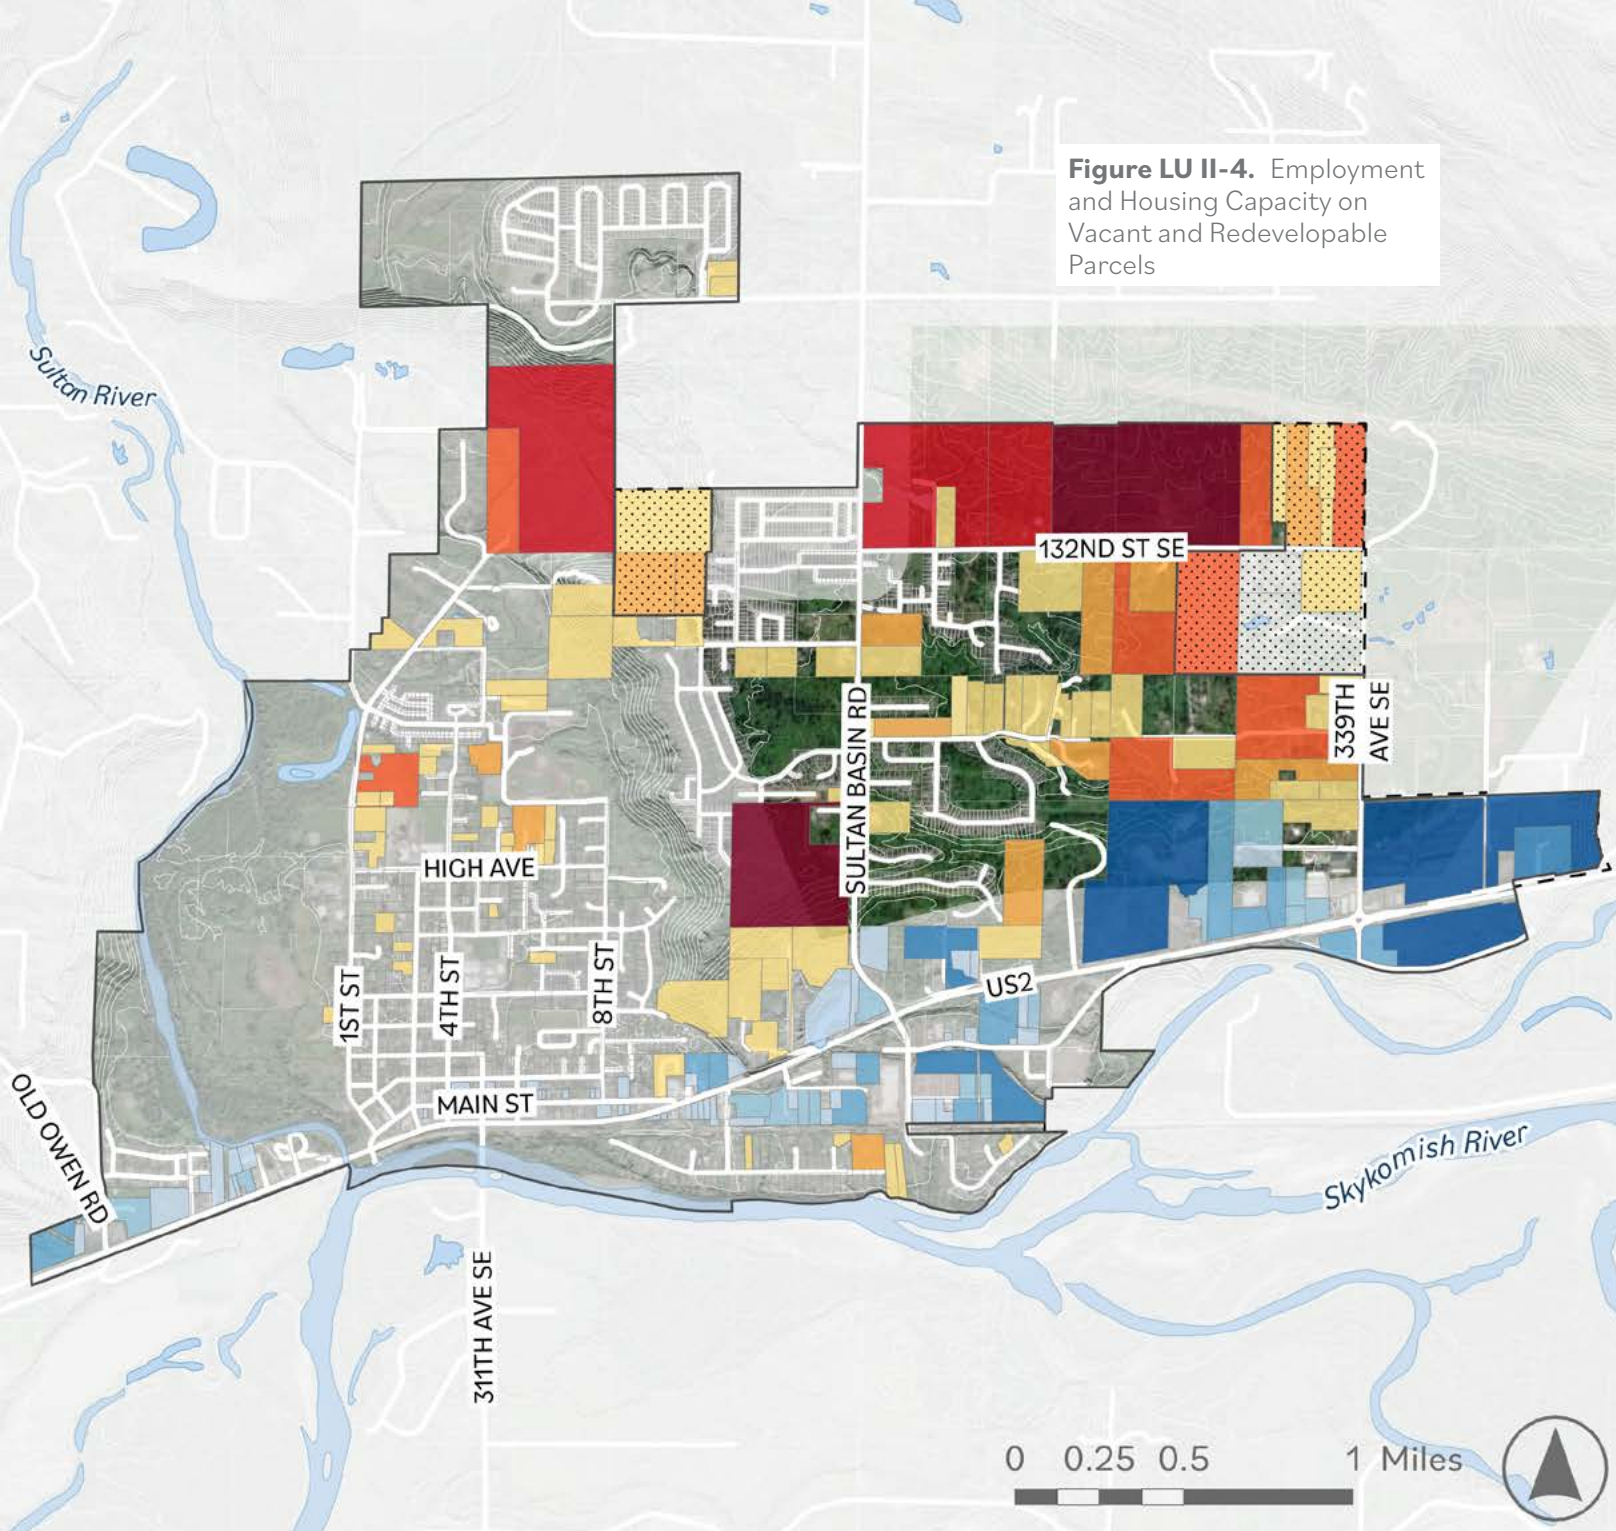 Figure LU II-4. Employment
and Housing Capacity on
Vacant and Redevelopable
Parcels
Sultan River
132ND ST SE
339TH
AVE SE
SULTAN BASIN RD
HIGH AVE
1ST ST
4TH ST
8TH ST
US2
MAIN ST
OLD OWEN RD
Skykomish River
311TH AVE SE
0 0.25 0.5 1 Miles